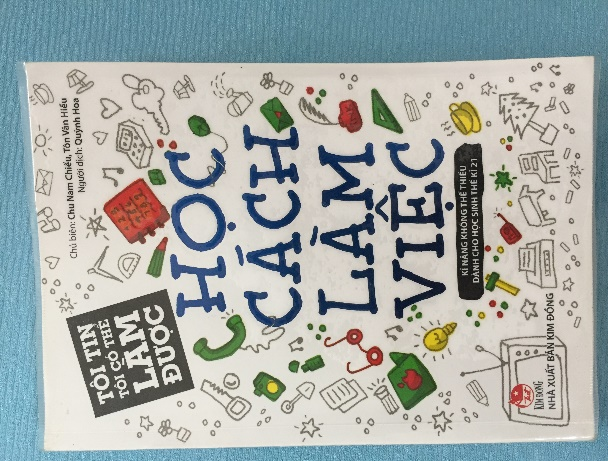 Chủ biên: Chu Nam Chiếu, Tôn Vân Hiểu
Người dịch: Quỳnh Hoa
TÔI TIN
TÔI CÓ THỂ
LÀM
ĐƯỢC
HỌC
CÁCH
LÀM
VIỆC
KĨ NĂNG KHÔNG THỂ THIẾU
DÀNH CHO HỌC SINH THẾ KỈ 21
KIM ĐỒNG
NHÀ XUẤT BẢN KIM ĐỒNG